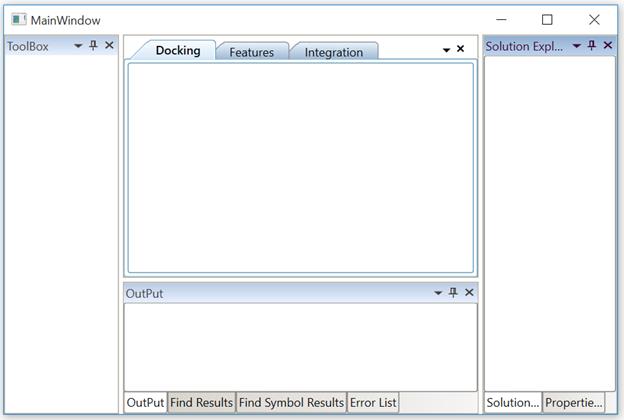 MainWindow
ToolBox
Docking Features Integration
Solution Expl...
OutPut
OutPut Find Results Find Symbol Results Error List
Solution... Propertie...